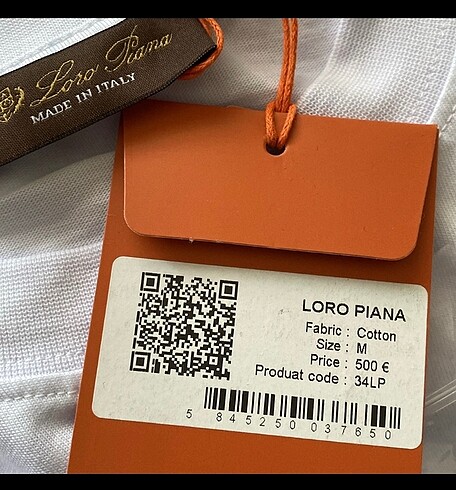 Loro Piana
MADE IN ITALY
LORO PIANA
Fabric : Cotton
Size : M
Price : 500 €
Produat code : 34LP
5 845250 037650